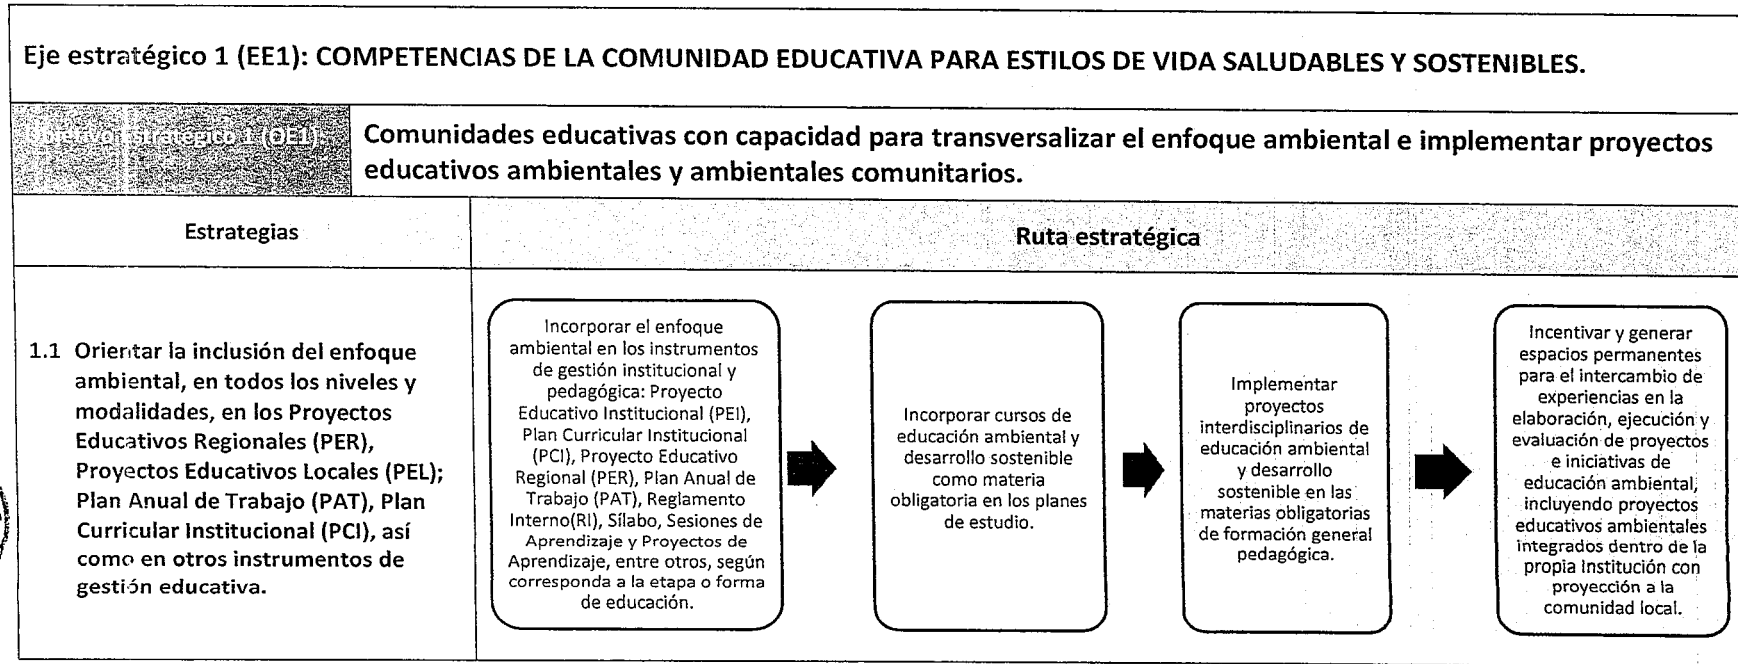 Eje estratégico 1 (EE1): COMPETENCIAS DE LA COMUNIDAD EDUCATIVA PARA ESTILOS DE VIDA SALUDABLES Y SOSTENIBLES.
Objetivo Estratégico 1 (OE1)
Comunidades educativas con capacidad para transversalizar el enfoque ambiental e implementar proyectos
educativos ambientales y ambientales comunitarios.
Estrategias
Ruta estratégica
1.1 Orientar la inclusión del enfoque
ambiental, en todos los niveles y
modalidades, en los Proyectos
Educativos Regionales (PER),
Proyectos Educativos Locales (PEL);
Plan Anual de Trabajo (PAT), Plan
Curricular Institucional (PCI), así
como en otros instrumentos de
gestión educativa.
Incorporar el enfoque
ambiental en los instrumentos
de gestión institucional y
pedagógica: Proyecto
Educativo Institucional (PEI),
Plan Curricular Institucional
(PCI), Proyecto Educativo
Regional (PER), Plan Anual de
Trabajo (PAT), Reglamento
Interno(RI), Sílabo, Sesiones de
Aprendizaje y Proyectos de
Aprendizaje, entre otros, según
corresponda a la etapa o forma
de educación.
Incorporar cursos de
educación ambiental y
desarrollo sostenible
como materia
obligatoria en los planes
de estudio.
Implementar
proyectos
interdisciplinarios de
educación ambiental
y desarrollo
sostenible en las
materias obligatorias
de formación general
pedagógica.
Incentivar y generar
espacios permanentes
para el intercambio de
experiencias en la
elaboración, ejecución y
evaluación de proyectos
e iniciativas de
educación ambiental,
incluyendo proyectos
educativos ambientales
integrados dentro de la
propia Institución con
proyección a la
comunidad local.